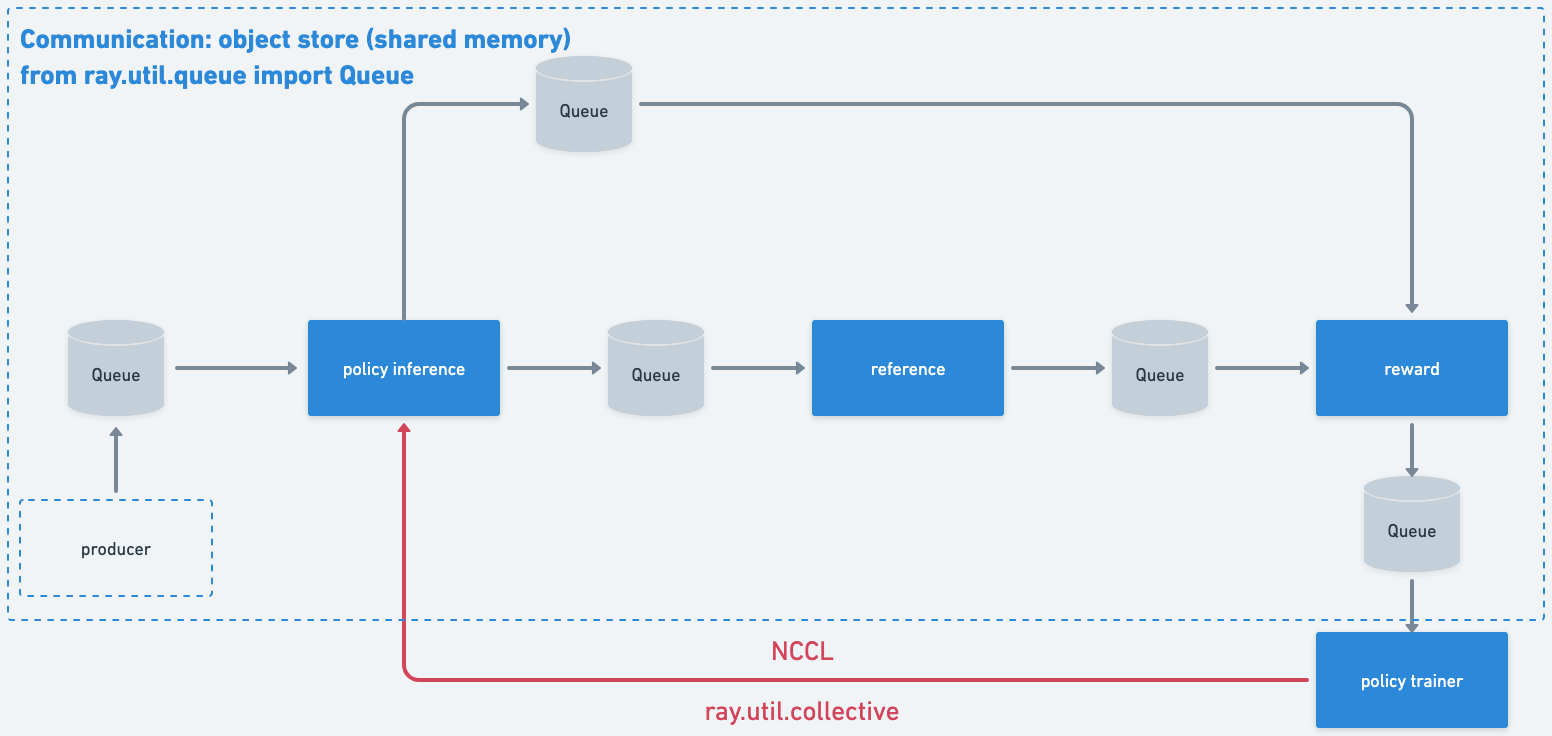 Communication: object store (shared memory)
from ray.util.queue import Queue
Queue
Queue
policy inference
Queue
reference
Queue
reward
Queue
producer
NCCL
policy trainer
ray.util.collective